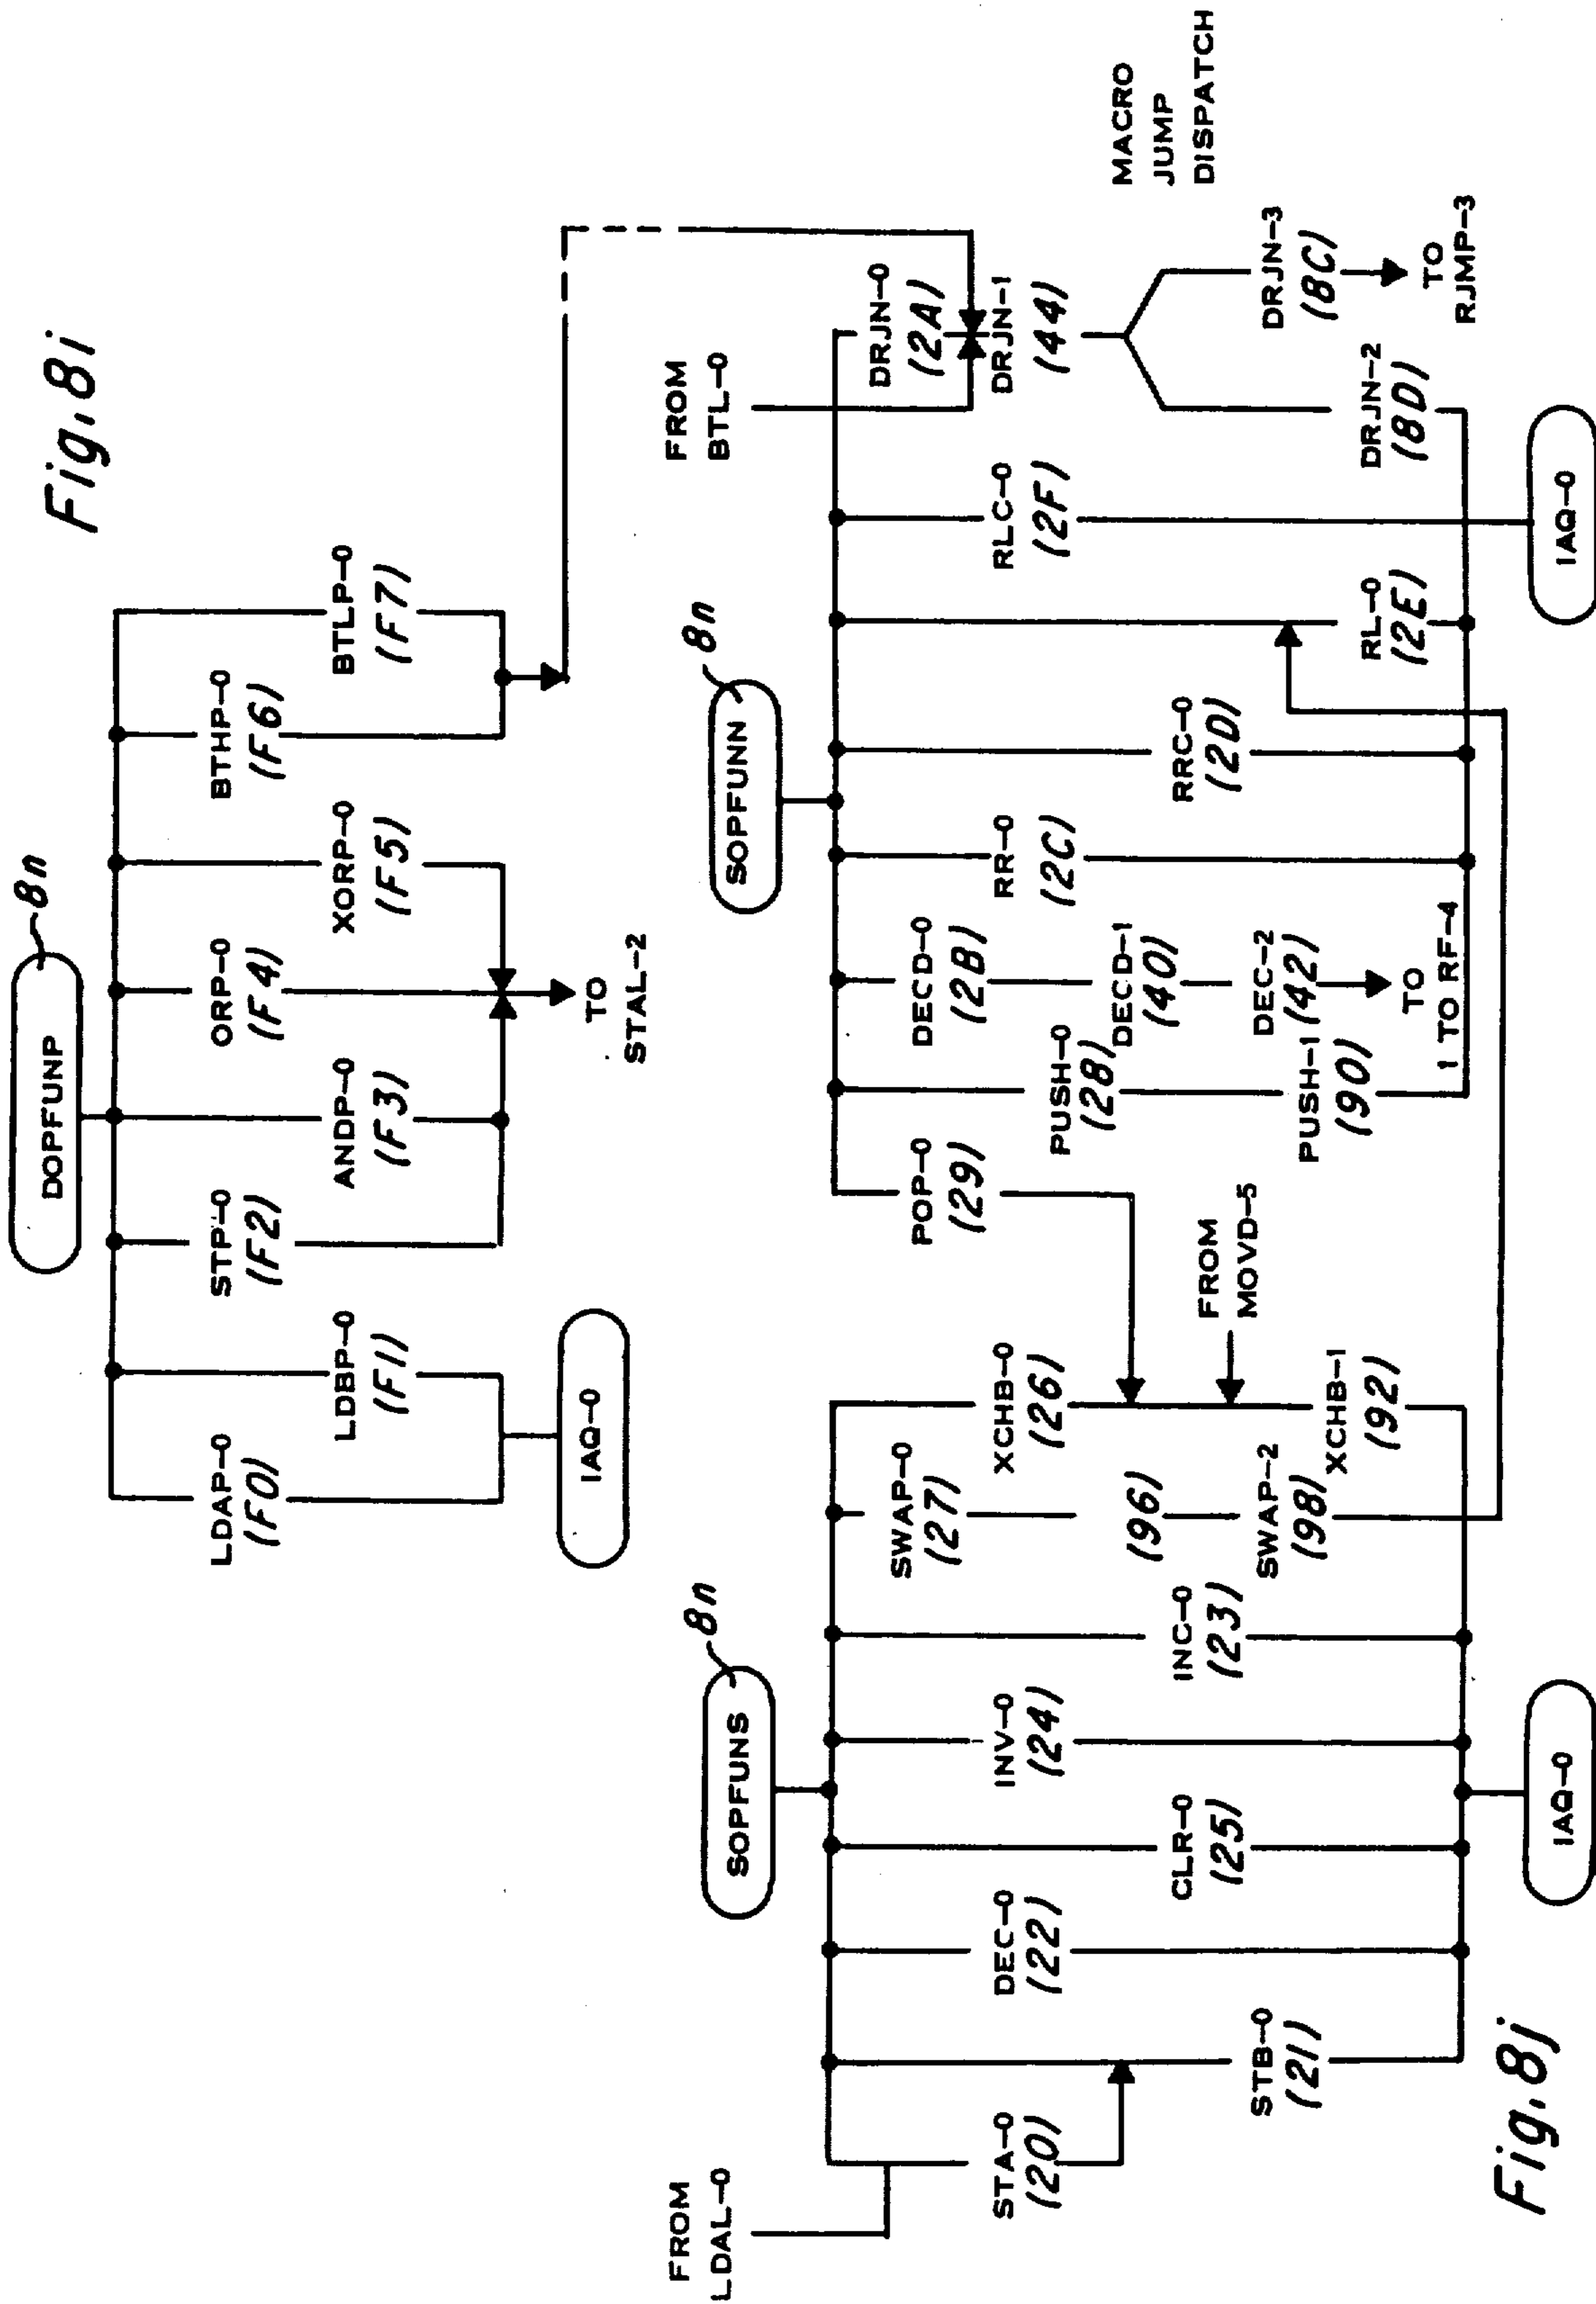 Fig. 8i
DOPFUNP
8n
LDAP-0
(F0)
LDBP-0
(F1)
STP-0
(F2)
ANDP-0
(F3)
ORP-0
(F4)
XORP-0
(F5)
BTHP-0
(F6)
BTLP-0
(F7)
IAQ-0
TO
STAL-2
Fig. 8j
SOPFUNS
8n
FROM
LDAL-0
STA-0
(20)
STB-0
(21)
DEC-0
(22)
CLR-0
(25)
INV-0
(24)
INC-0
(23)
SWAP-0
(27)
(96)
SWAP-2
(98)
XCHB-0
(26)
XCHB-1
(92)
FROM
MOVD-5
IAQ-0
SOPFUNN
8n
POP-0
(29)
PUSH-0
(28)
PUSH-1
(90)
DECD-0
(2B)
DECD-1
(40)
DEC-2
(42)
TO
1 TO RF-4
RR-0
(2C)
RRC-0
(2D)
RL-0
(2E)
RLC-0
(2F)
FROM
BTL-0
DRJN-0
(2A)
DRJN-1
(44)
DRJN-2
(8D)
DRJN-3
(8C)
TO
RJMP-3
MACRO
JUMP
DISPATCH
IAQ-0